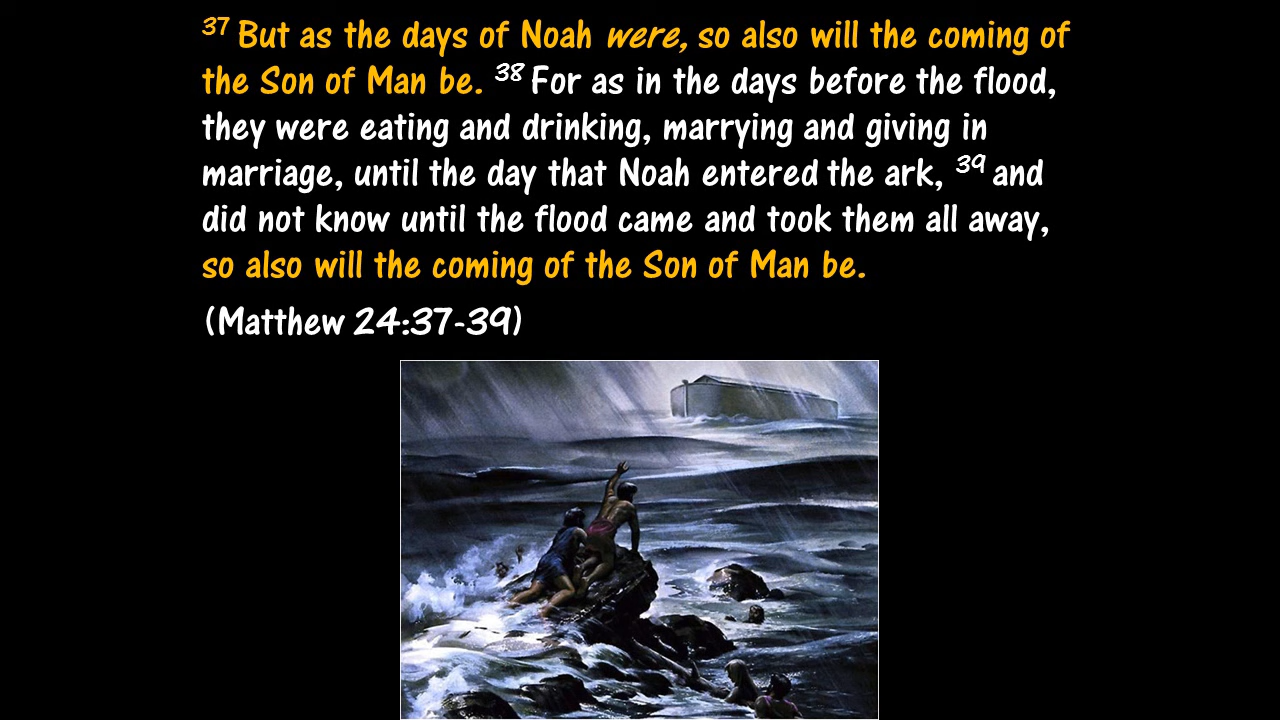 37 But as the days of Noah were, so also will the coming of
the Son of Man be. 38 For as in the days before the flood,
they were eating and drinking, marrying and giving in
marriage, until the day that Noah entered the ark, 39 and
did not know until the flood came and took them all away,
so also will the coming of the Son of Man be.
(Matthew 24:37-39)